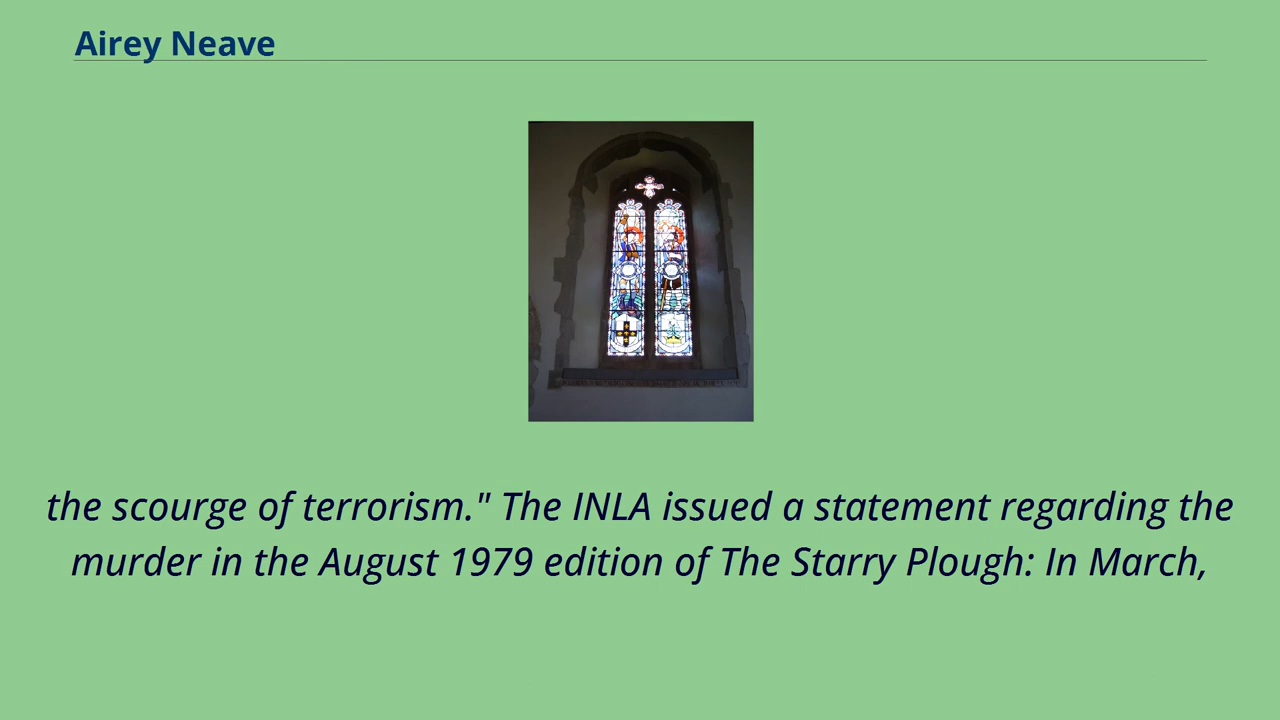 Airey Neave
the scourge of terrorism." The INLA issued a statement regarding the
murder in the August 1979 edition of The Starry Plough: In March,